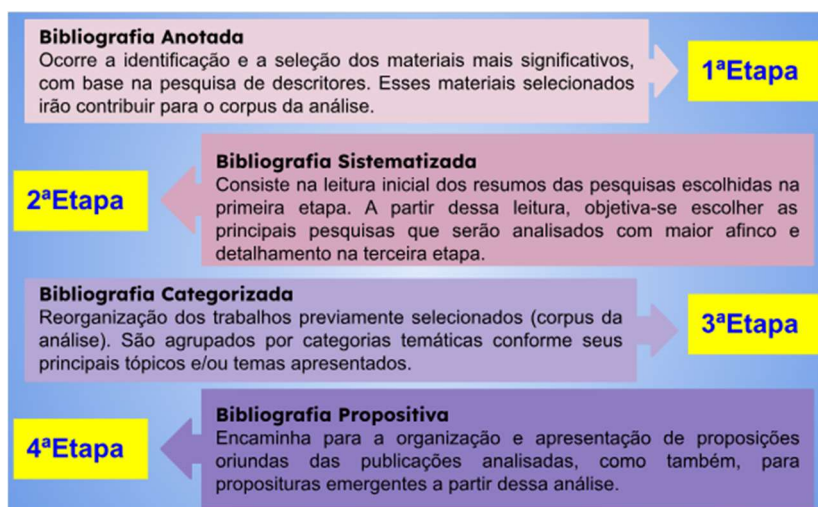 Bibliografia Anotada
Ocorre a identificação e a seleção dos materiais mais significativos,
com base na pesquisa de descritores. Esses materiais selecionados
irão contribuir para o corpus da análise.
1ªEtapa
Bibliografia Sistematizada
Consiste na leitura inicial dos resumos das pesquisas escolhidas na
primeira etapa. A partir dessa leitura, objetiva-se escolher as
principais pesquisas que serão analisados com maior afinco e
detalhamento na terceira etapa.
2ªEtapa
Bibliografia Categorizada
Reorganização dos trabalhos previamente selecionados (corpus da
análise). São agrupados por categorias temáticas conforme seus
principais tópicos e/ou temas apresentados.
3ªEtapa
Bibliografia Propositiva
Encaminha para a organização e apresentação de proposições
oriundas das publicações analisadas, como também, para
proposituras emergentes a partir dessa análise.
4ªEtapa